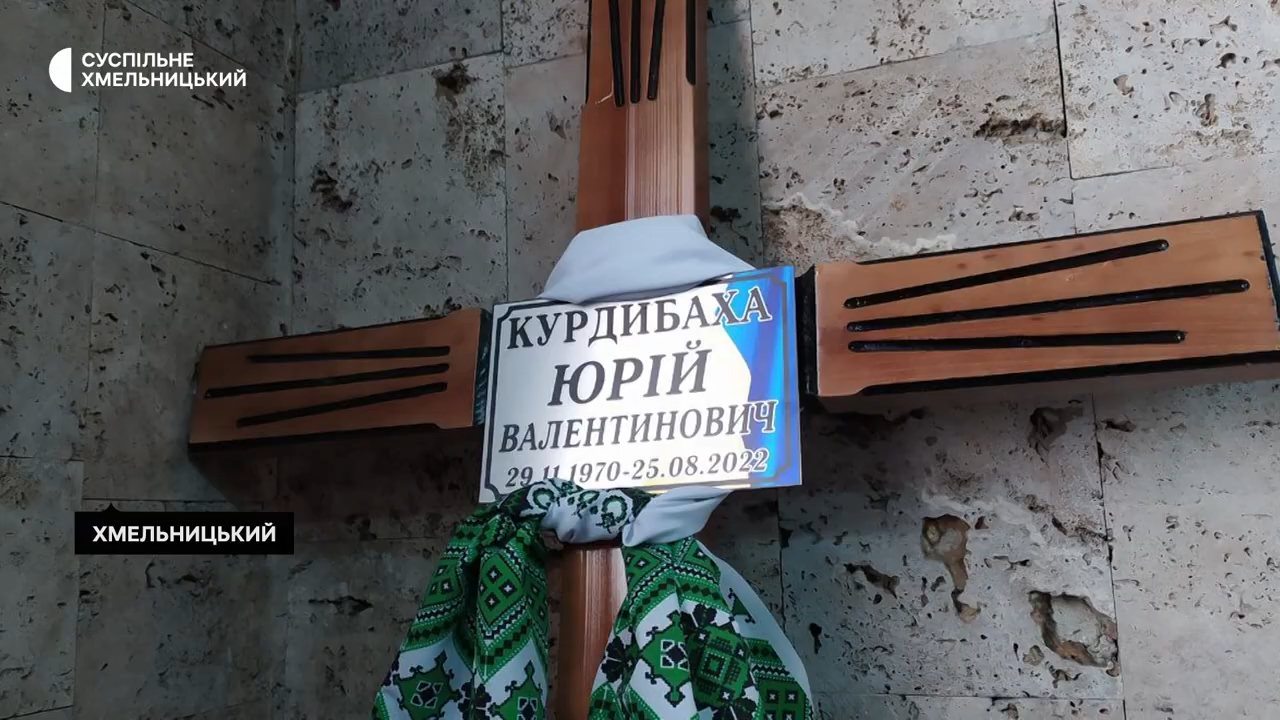 СУСПІЛЬНЕ
ХМЕЛЬНИЦЬКИЙ
КУРДИБАХА
ЮРІЙ
ВАЛЕНТИНОВИЧ
29.11.1970-25.08.2022
ХМЕЛЬНИЦЬКИЙ